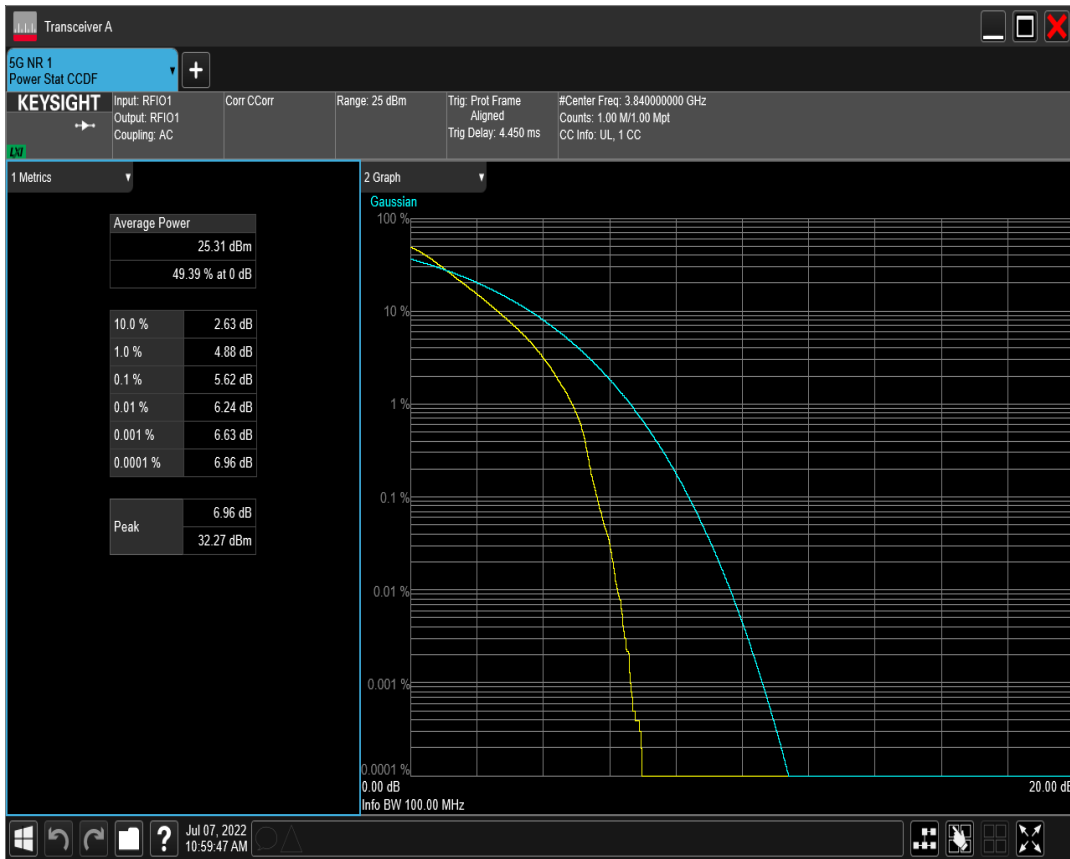 Transceiver A
5G NR 1
Power Stat CCDF
KEYSIGHT
LXI
Input: RFIO1
Output: RFIO1
Coupling: AC
Corr CCorr
Range: 25 dBm
Trig: Prot Frame
Aligned
Trig Delay: 4.450 ms
#Center Freq: 3.840000000 GHz
Counts: 1.00 M/1.00 Mpt
CC Info: UL, 1 CC
1 Metrics
Average Power
25.31 dBm
49.39 % at 0 dB
10.0 % 2.63 dB
1.0 % 4.88 dB
0.1 % 5.62 dB
0.01 % 6.24 dB
0.001 % 6.63 dB
0.0001 % 6.96 dB
Peak
6.96 dB
32.27 dBm
2 Graph
Gaussian
100 %
10 %
1 %
0.1 %
0.01 %
0.001 %
0.0001 %
0.00 dB 20.00 dB
Info BW 100.00 MHz
Jul 07, 2022
10:59:47 AM